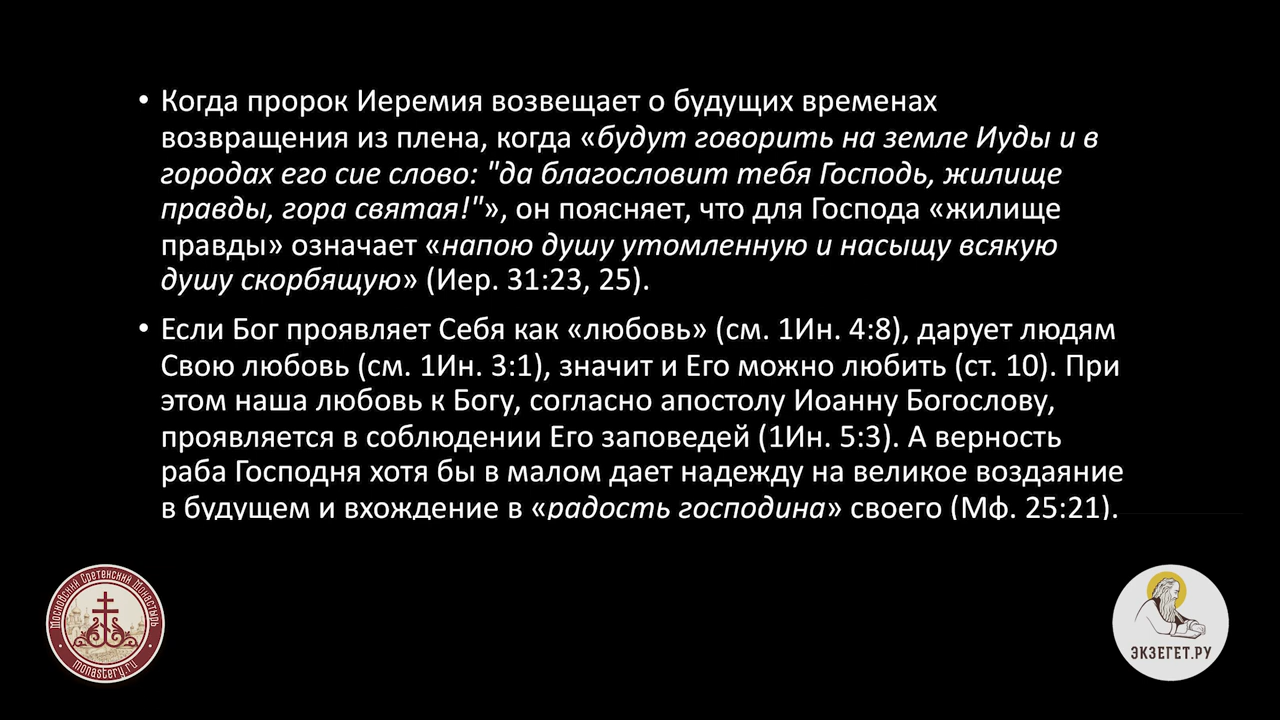 • Когда пророк Иеремия возвещает о будущих временах
возвращения из плена, когда «будут говорить на земле Иуды и в
городах его сие слово: "да благословит тебя Господь, жилище
правды, гора святая!"», он поясняет, что для Господа «жилище
правды» означает «напою душу утомленную и насыщу всякую
душу скорбящую» (Иер. 31:23, 25).
• Если Бог проявляет Себя как «любовь» (см. 1Ин. 4:8), дарует людям
Свою любовь (см. 1Ин. 3:1), значит и Его можно любить (ст. 10). При
этом наша любовь к Богу, согласно апостолу Иоанну Богослову,
проявляется в соблюдении Его заповедей (1Ин. 5:3). А верность
раба Господня хотя бы в малом дает надежду на великое воздаяние
в будущем и вхождение в «радость господина» своего (Мф. 25:21).
Московский Сретенский Монастырь
monastery.ru
ЭКЗЕГЕТ.РУ